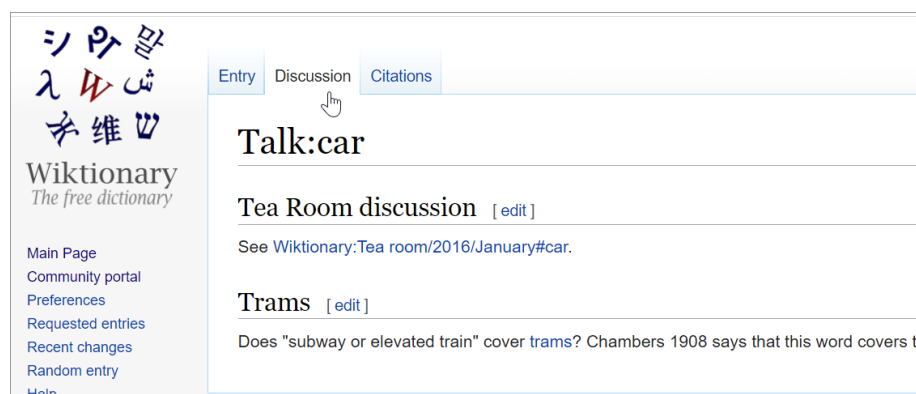 シ 
말
λ W ش
维 ש
Wiktionary
The free dictionary
Main Page
Community portal
Preferences
Requested entries
Recent changes
Random entry
Help
Entry Discussion Citations
Talk:car
Tea Room discussion [ edit ]
See Wiktionary:Tea room/2016/January#car.
Trams [ edit ]
Does "subway or elevated train" cover trams? Chambers 1908 says that this word covers